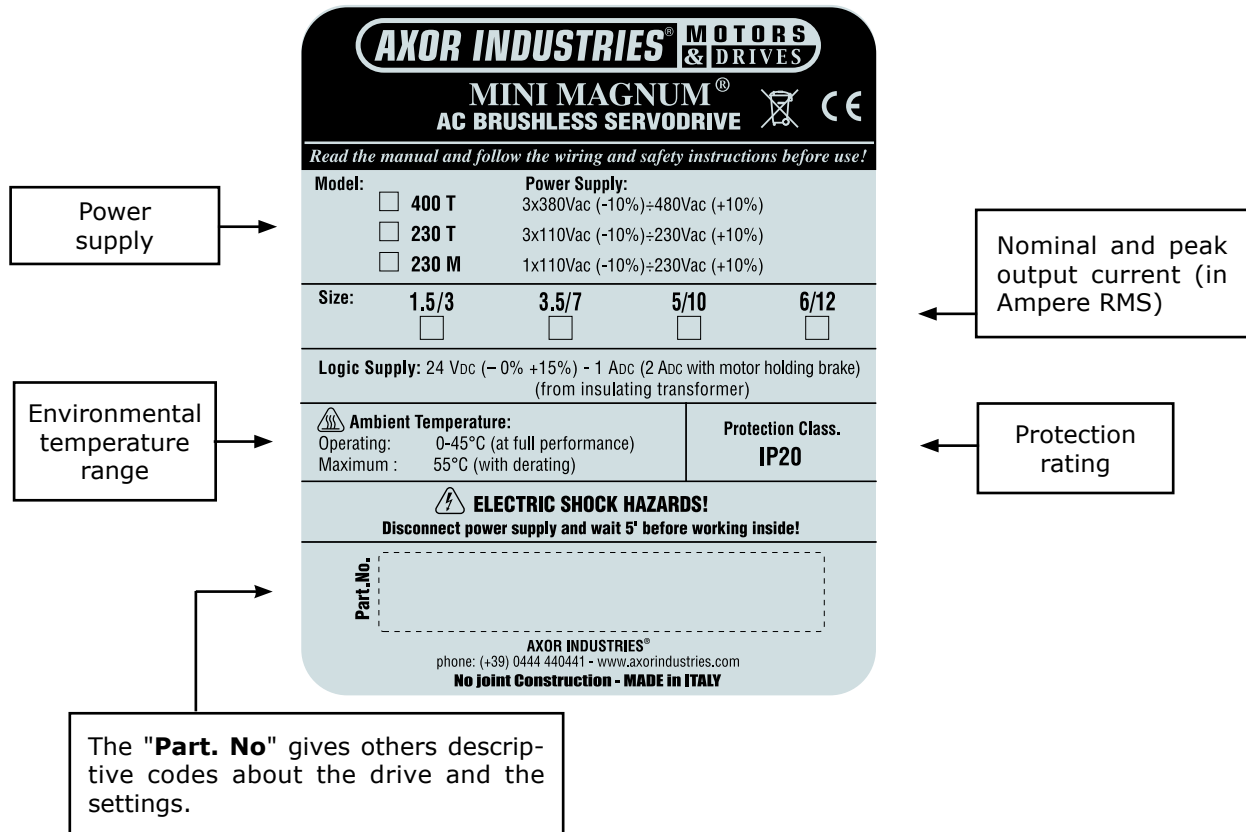 AXOR INDUSTRIES® MOTORS & DRIVES
MINI MAGNUM®
AC BRUSHLESS SERVODRIVE
CE
Read the manual and follow the wiring and safety instructions before use!
Power
supply
Model: Power Supply:
400 T 3x380Vac (-10%)÷480Vac (+10%)
230 T 3x110Vac (-10%)÷230Vac (+10%)
230 M 1x110Vac (-10%)÷230Vac (+10%)
Nominal and peak
output current (in
Ampere RMS)
Size: 1.5/3 3.5/7 5/10 6/12
Logic Supply: 24 VDC (– 0% +15%) - 1 ADC (2 ADC with motor holding brake)
(from insulating transformer)
Environmental
temperature
range
Ambient Temperature:
Operating: 0-45°C (at full performance)
Maximum : 55°C (with derating)
Protection Class.
IP20
Protection
rating
ELECTRIC SHOCK HAZARDS!
Disconnect power supply and wait 5' before working inside!
Part.No.
AXOR INDUSTRIES®
phone: (+39) 0444 440441 - www.axorindustries.com
No joint Construction - MADE in ITALY
The "Part. No" gives others descrip-
tive codes about the drive and the
settings.